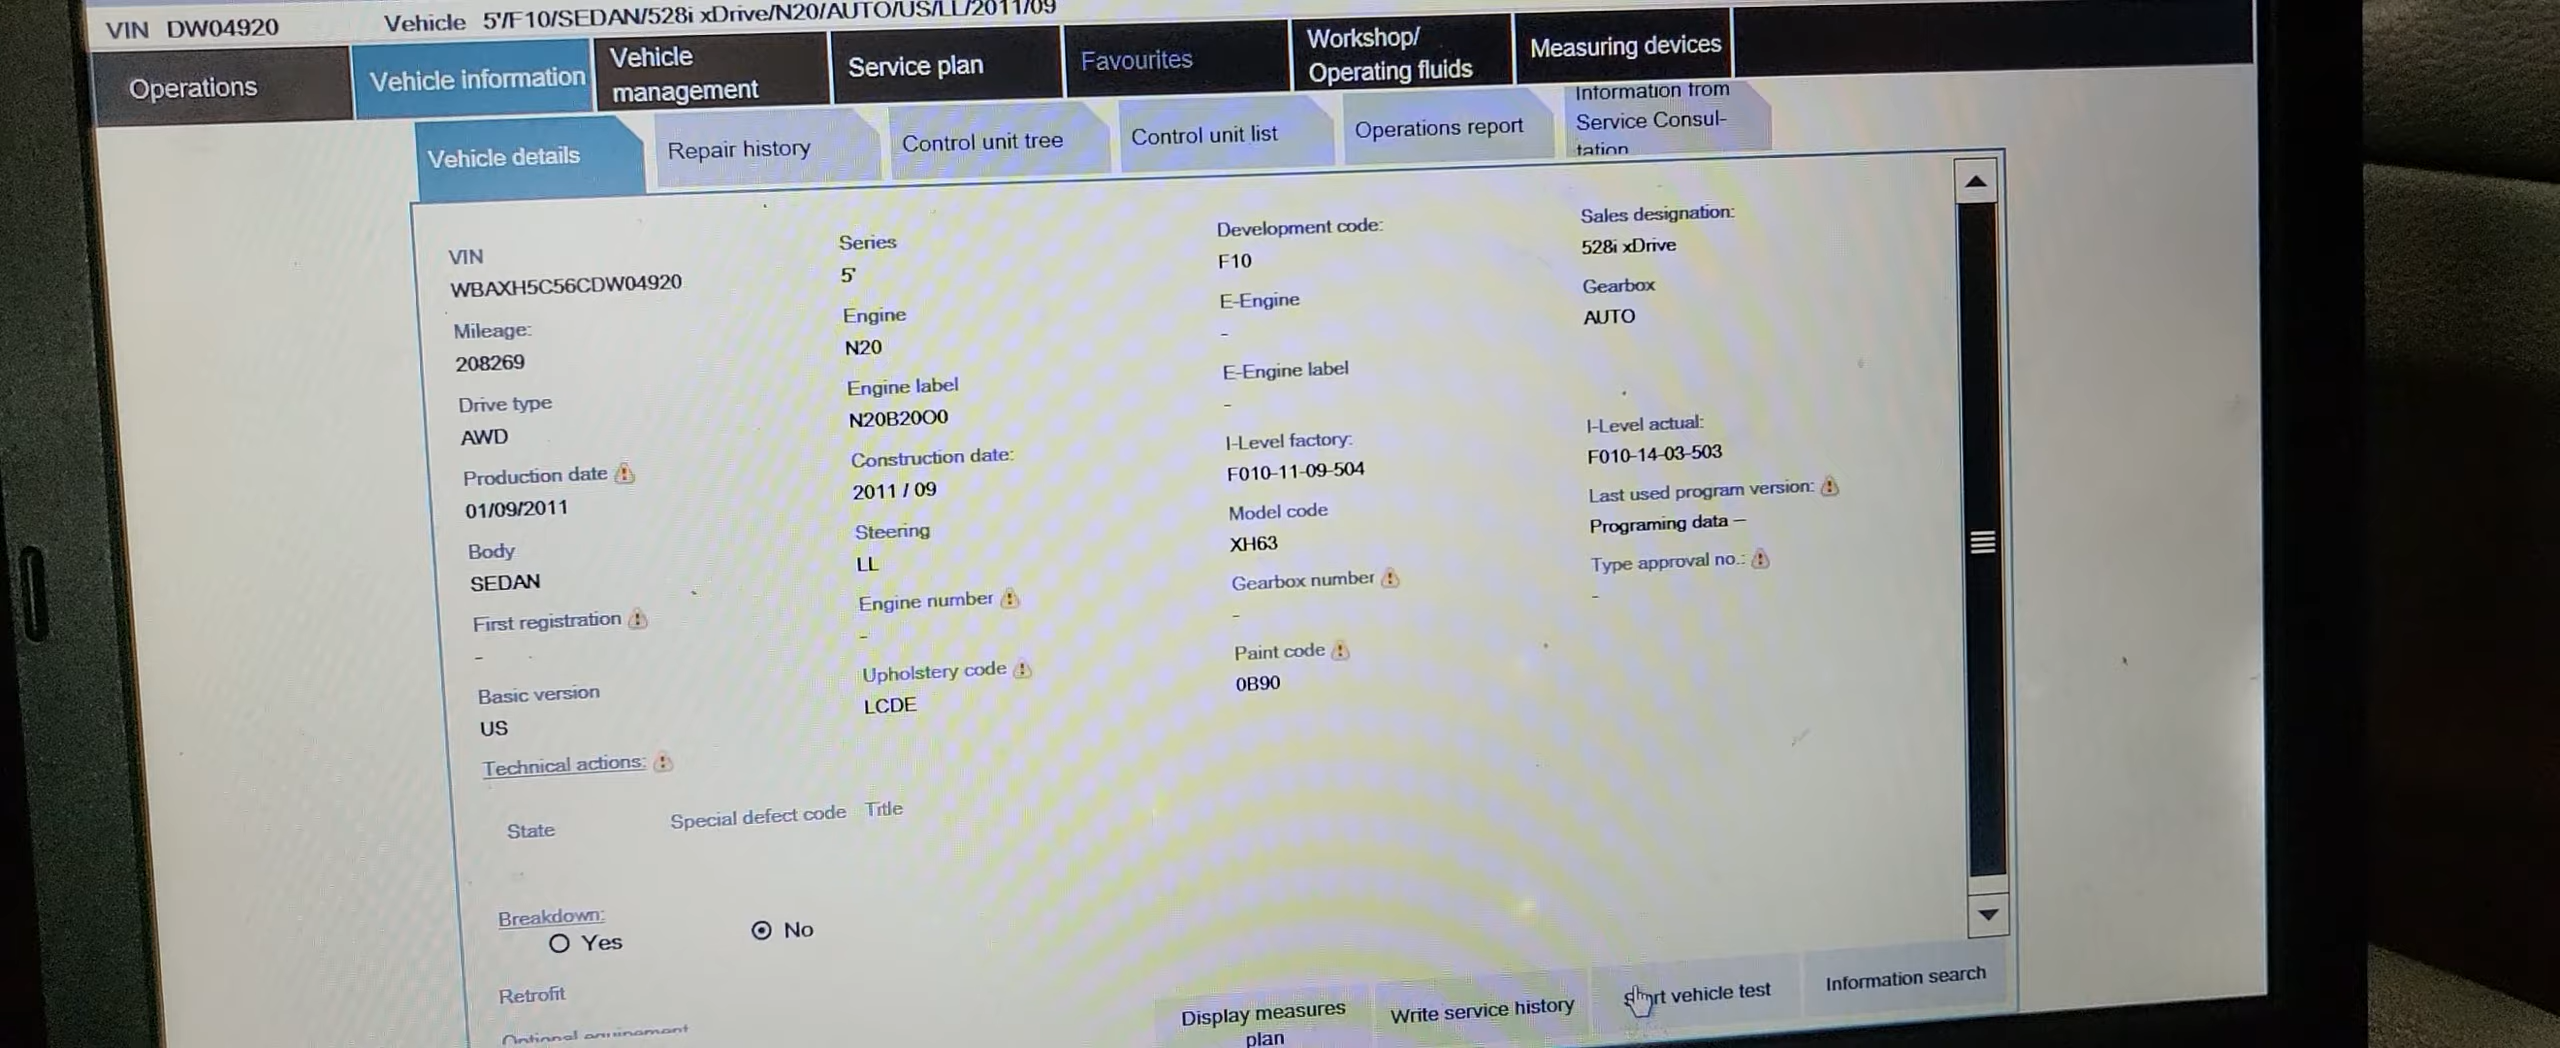 VIN DW04920 Vehicle 5'/F10/SEDAN/528i xDrive/N20/AUTO/US/LL/2011/09
Operations
Vehicle information
Vehicle
management
Service plan
Favourites
Workshop/
Operating fluids
Measuring devices
Vehicle details
Repair history
Control unit tree
Control unit list
Operations report
Information from
Service Consul-
tation
VIN
WBAXH5C56CDW04920
Mileage:
208269
Drive type
AWD
Production date
01/09/2011
Body
SEDAN
First registration
-
Basic version
US
Technical actions:
Series
5'
Engine
N20
Engine label
N20B20O0
Construction date:
2011 / 09
Steering
LL
Engine number
-
Upholstery code
LCDE
Development code:
F10
E-Engine
-
E-Engine label
-
I-Level factory:
F010-11-09-504
Model code
XH63
Gearbox number
-
Paint code
0B90
Sales designation:
528i xDrive
Gearbox
AUTO
I-Level actual:
F010-14-03-503
Last used program version:
Programing data –
Type approval no.:
-
State Special defect code Title
Breakdown:
Yes No
Retrofit
Optional equipment
Display measures
plan
Write service history
vehicle test
Information search